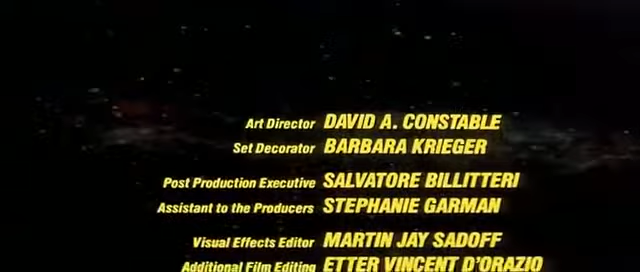 Art Director DAVID A. CONSTABLE
Set Decorator BARBARA KRIEGER
Post Production Executive SALVATORE BILLITTERI
Assistant to the Producers STEPHANIE GARMAN
Visual Effects Editor MARTIN JAY SADOFF
Additional Film Editing ETTER VINCENT D'ORAZIO